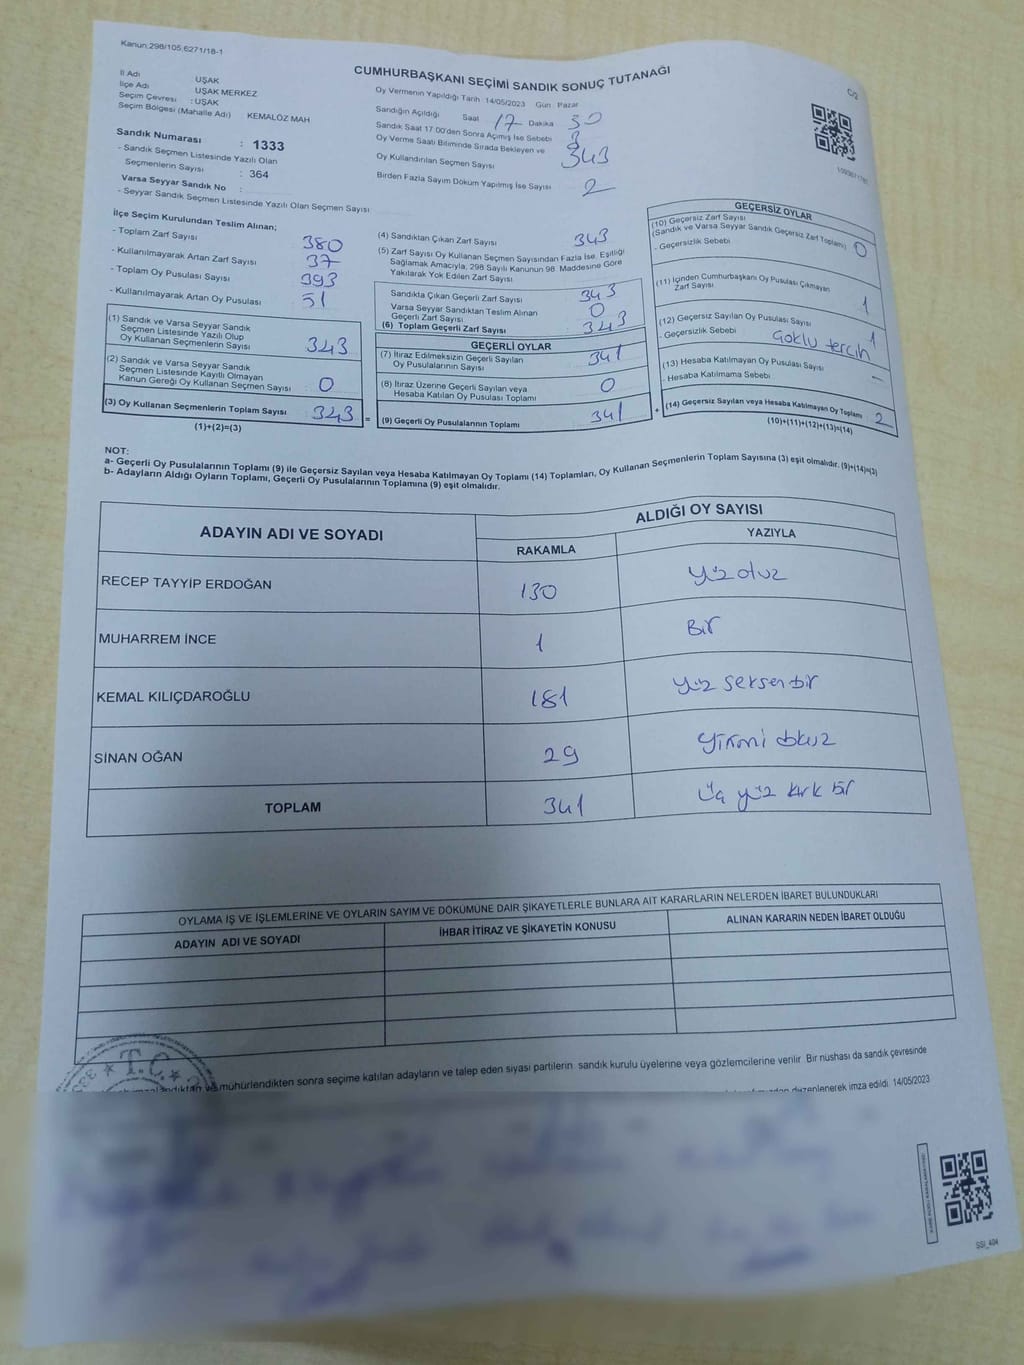 Kanun:298/105,6271/18-1
CUMHURBAŞKANI SEÇİMİ SANDIK SONUÇ TUTANAĞI
C/2
İl Adı UŞAK
İlçe Adı UŞAK MERKEZ
Seçim Çevresi : UŞAK
Seçim Bölgesi (Mahalle Adı) KEMALÖZ MAH
Sandık Numarası : 1333
- Sandık Seçmen Listesinde Yazılı Olan
Seçmenlerin Sayısı : 364
Varsa Seyyar Sandık No :
- Seyyar Sandık Seçmen Listesinde Yazılı Olan Seçmen Sayısı
Oy Vermenin Yapıldığı Tarih 14/05/2023 Gün : Pazar
Sandığın Açıldığı Saat 17 Dakika 30
Sandık Saat 17.00'den Sonra Açımış İse Sebebi
Oy Verme Saati Bitiminde Sırada Bekleyen ve
Oy Kullandırılan Seçmen Sayısı 343
Birden Fazla Sayım Döküm Yapılmış İse Sayısı 2
İlçe Seçim Kurulundan Teslim Alınan;
- Toplam Zarf Sayısı 380
- Kullanılmayarak Artan Zarf Sayısı 37
- Toplam Oy Pusulası Sayısı 393
- Kullanılmayarak Artan Oy Pusulası 51
(1) Sandık ve Varsa Seyyar Sandık
Seçmen Listesinde Yazılı Olup
Oy Kullanan Seçmenlerin Sayısı 343
(2) Sandık ve Varsa Seyyar Sandık
Seçmen Listesinde Kayıtlı Olmayan
Kanun Gereği Oy Kullanan Seçmen Sayısı 0
(3) Oy Kullanan Seçmenlerin Toplam Sayısı 343 =
(1)+(2)=(3)
(4) Sandıktan Çıkan Zarf Sayısı 343
(5) Zarf Sayısı Oy Kullanan Seçmen Sayısından Fazla İse, Eşitliği
Sağlamak Amacıyla, 298 Sayılı Kanunun 98. Maddesine Göre
Yakılarak Yok Edilen Zarf Sayısı
Sandıkta Çıkan Geçerli Zarf Sayısı 343
Varsa Seyyar Sandıktan Teslim Alınan
Geçerli Zarf Sayısı 0
(6) Toplam Geçerli Zarf Sayısı 343
GEÇERLİ OYLAR
(7) İtiraz Edilmeksizin Geçerli Sayılan
Oy Pusulalarının Sayısı 341
(8) İtiraz Üzerine Geçerli Sayılan veya
Hesaba Katılan Oy Pusulası Toplamı 0
(9) Geçerli Oy Pusulalarının Toplamı 341 +
GEÇERSİZ OYLAR
(10) Geçersiz Zarf Sayısı
(Sandık ve Varsa Seyyar Sandık Geçersiz Zarf Toplamı) 0
- Geçersizlik Sebebi
(11) İçinden Cumhurbaşkanı Oy Pusulası Çıkmayan
Zarf Sayısı 1
(12) Geçersiz Sayılan Oy Pusulası Sayısı 1
- Geçersizlik Sebebi Çoklu tercih
(13) Hesaba Katılmayan Oy Pusulası Sayısı -
- Hesaba Katılmama Sebebi
(14) Geçersiz Sayılan veya Hesaba Katılmayan Oy Toplamı 2
(10)+(11)+(12)+(13)=(14)
NOT:
a- Geçerli Oy Pusulalarının Toplamı (9) ile Geçersiz Sayılan veya Hesaba Katılmayan Oy Toplamı (14) Toplamları, Oy Kullanan Seçmenlerin Toplam Sayısına (3) eşit olmalıdır. (9)+(14)=(3)
b- Adayların Aldığı Oyların Toplamı, Geçerli Oy Pusulalarının Toplamına (9) eşit olmalıdır.
ADAYIN ADI VE SOYADI ALDIĞI OY SAYISI
RAKAMLA YAZIYLA
RECEP TAYYİP ERDOĞAN 130 yüz otuz
MUHARREM İNCE 1 Bir
KEMAL KILIÇDAROĞLU 181 yüz seksen bir
SİNAN OĞAN 29 yirmi dokuz
TOPLAM 341 üç yüz kırk bir
OYLAMA İŞ VE İŞLEMLERİNE VE OYLARIN SAYIM VE DÖKÜMÜNE DAİR ŞİKAYETLERLE BUNLARA AİT KARARLARIN NELERDEN İBARET BULUNDUKLARI
ADAYIN ADI VE SOYADI İHBAR İTİRAZ VE ŞİKAYETİN KONUSU ALINAN KARARIN NEDEN İBARET OLDUĞU
T.C.
ve mühürlendikten sonra seçime katılan adayların ve talep eden siyasi partilerin sandık kurulu üyelerine veya gözlemcilerine verilir. Bir nüshası da sandık çevresinde
düzenlenerek imza edildi. 14/05/2023
SSI_404